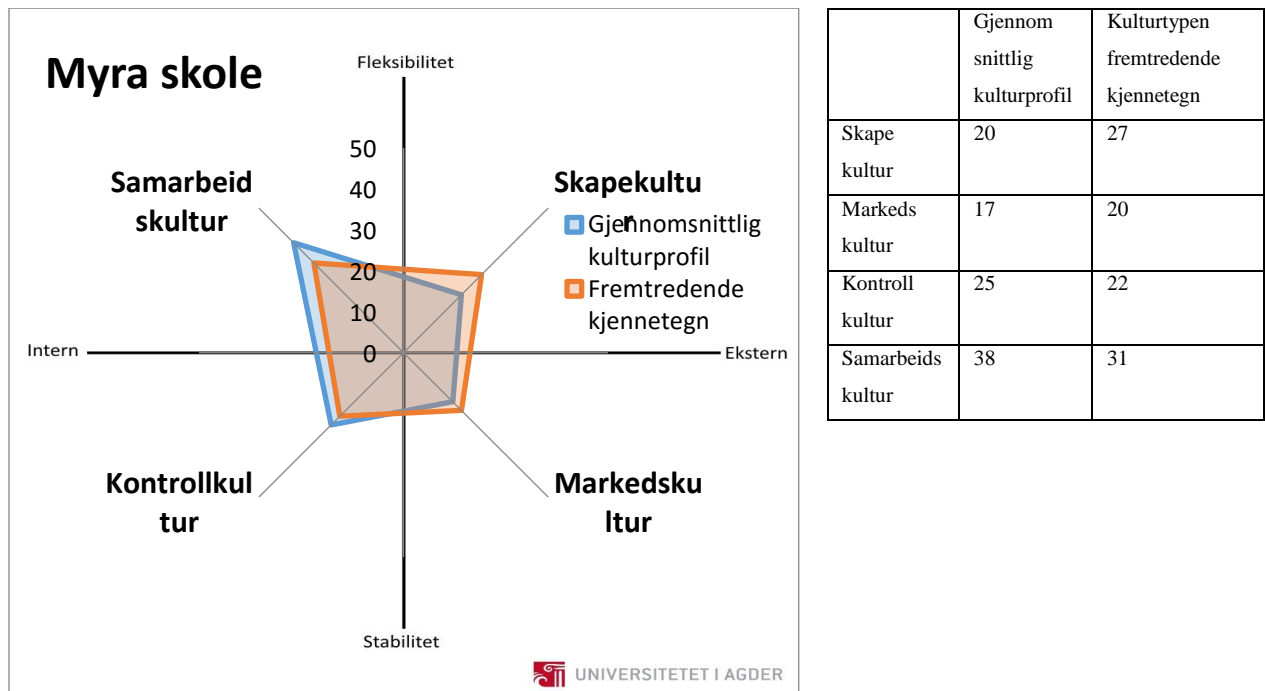 Myra skole
Fleksibilitet
50
40
30
20
10
0
Samarbeid
skultur
Skapekultu
r
Gjennomsnittlig
kulturprofil
Fremtredende
kjennetegn
Intern
Ekstern
Kontrollkul
tur
Markedsku
ltur
Stabilitet
UNIVERSITETET I AGDER
Gjennom
snittlig
kulturprofil
Kulturtypen
fremtredende
kjennetegn
Skape
kultur
20
27
Markeds
kultur
17
20
Kontroll
kultur
25
22
Samarbeids
kultur
38
31